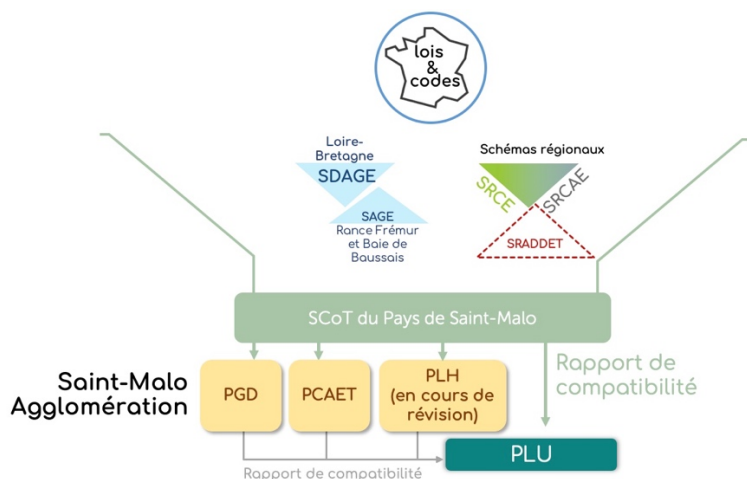 lois
&
codes
Loire-
Bretagne
SDAGE
SAGE
Rance Frémur
et Baie de
Baussais
Schémas régionaux
SRCE
SRCAE
SRADDET
SCoT du Pays de Saint-Malo
Saint-Malo
Agglomération
PGD
PCAET
PLH
(en cours de
révision)
Rapport de
compatibilité
PLU
Rapport de compatibilité